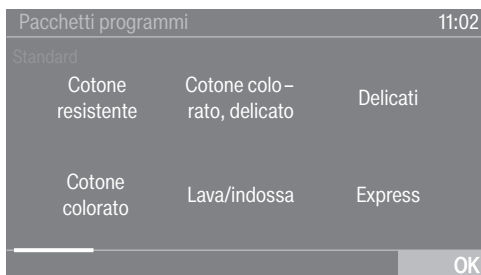 Pacchetti programmi 11:02
Standard
Cotone
resistente
Cotone colo–
rato, delicato
Delicati
Cotone
colorato
Lava/indossa
Express
OK